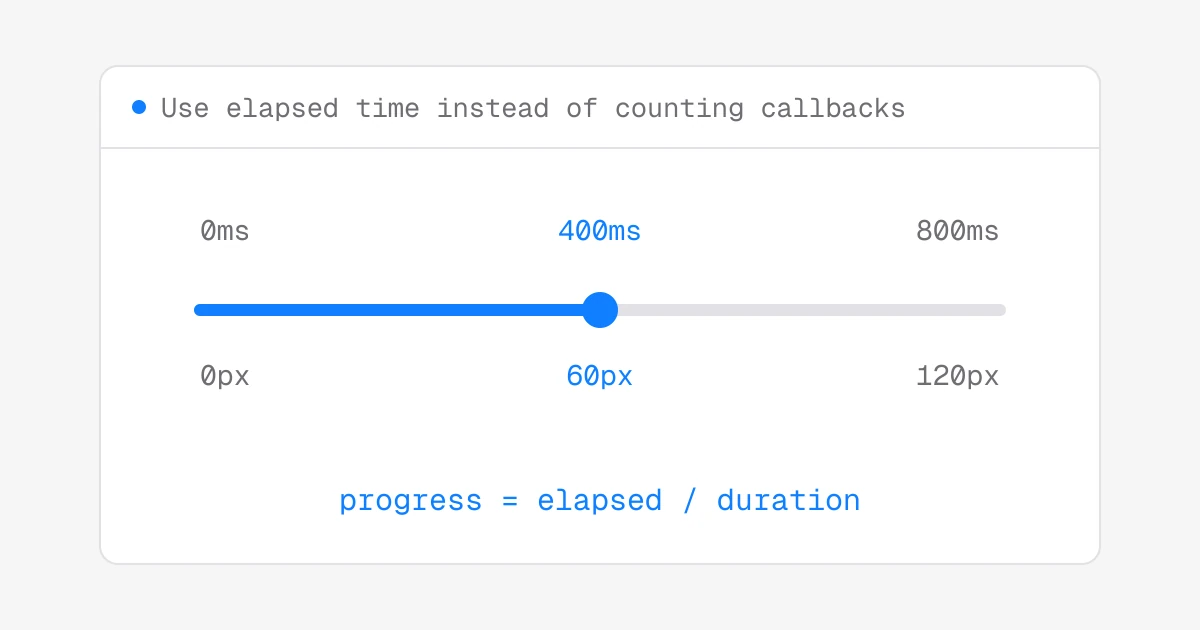 Use elapsed time instead of counting callbacks
0ms 400ms 800ms
0px 60px 120px
progress = elapsed / duration